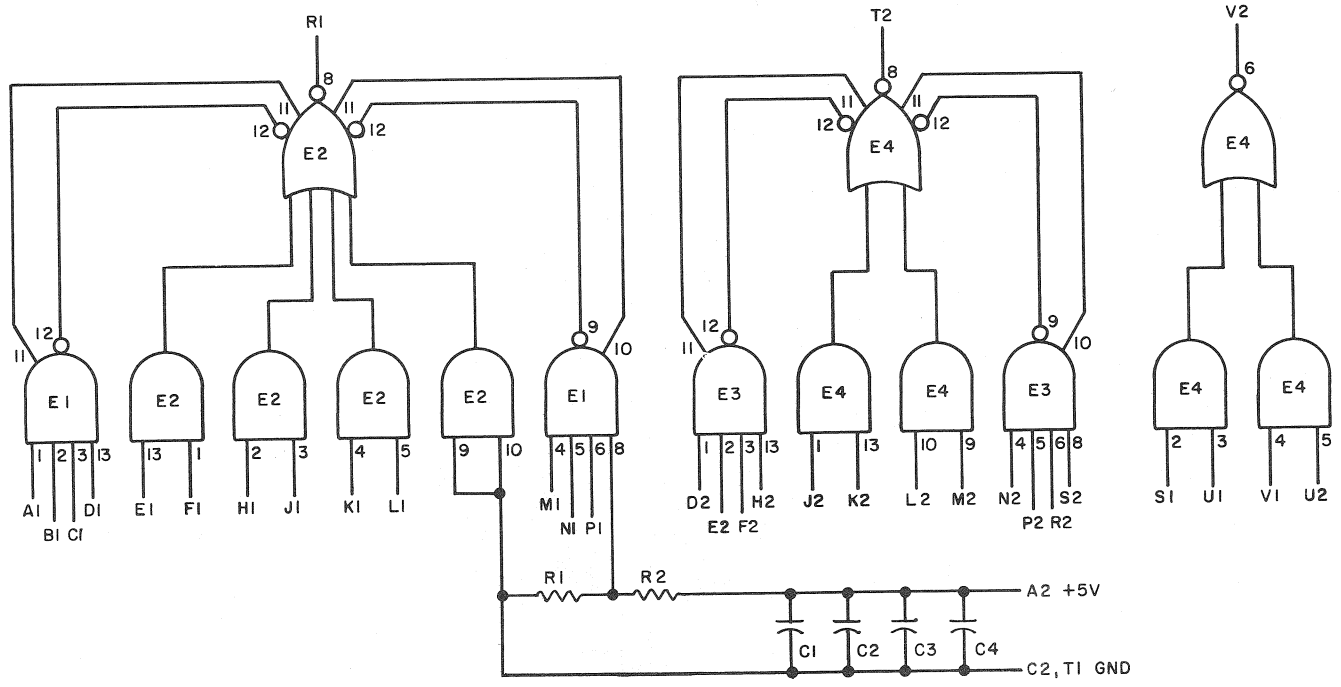 R1 T2 V2
8 8 6
11 11 11 11
12 12 12 12
E2 E4 E4
12 9 12 9
11 10 11 10
E1 E2 E2 E2 E2 E1 E3 E4 E4 E3 E4 E4
1 2 3 13 13 1 2 3 4 5 9 10 4 5 6 8 1 2 3 13 1 13 10 9 4 5 6 8 2 3 4 5
A1 D1 E1 F1 H1 J1 K1 L1 M1 D2 H2 J2 K2 L2 M2 N2 S2 S1 U1 V1 U2
B1 C1 N1 P1 E2 F2 P2 R2
R1 R2
A2 +5V
C1 C2 C3 C4
C2, T1 GND